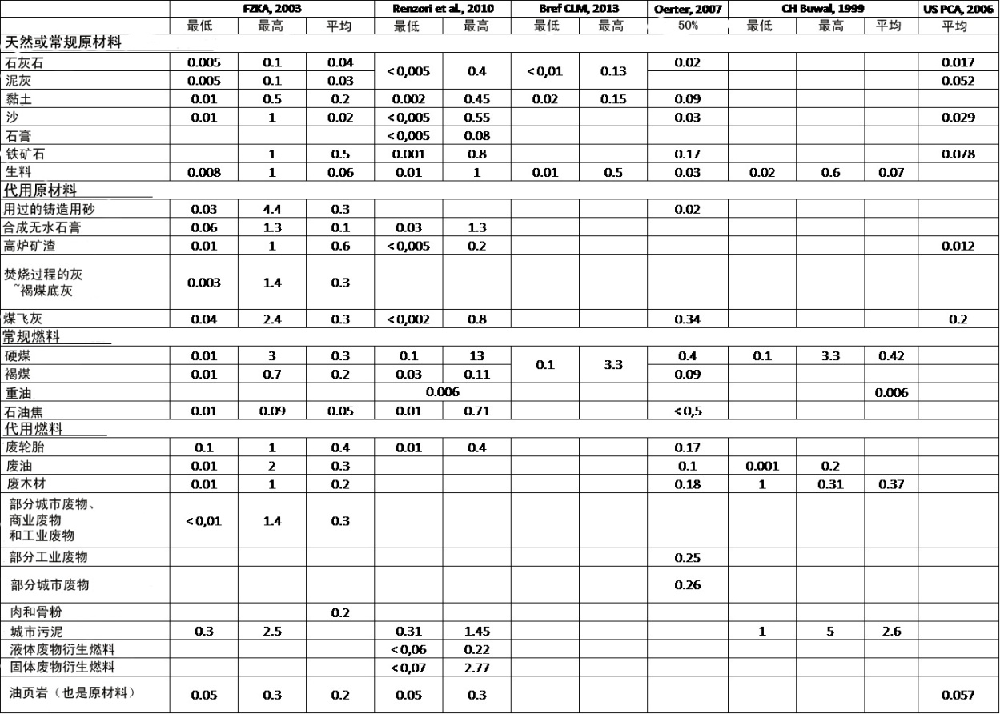 FZKA, 2003 Renzori et al., 2010 Bref CLM, 2013 Oerter, 2007 CH Buwal, 1999 US PCA, 2006
最低 最高 平均 最低 最高 最低 最高 50% 最低 最高 平均 平均
天然或常规原材料
石灰石 0.005 0.1 0.04 <0,005 0.4 <0,01 0.13 0.02 0.017
泥灰 0.005 0.1 0.03 0.052
黏土 0.01 0.5 0.2 0.002 0.45 0.02 0.15 0.09
沙 0.01 1 0.02 <0,005 0.55 0.03 0.029
石膏 <0,005 0.08
铁矿石 1 0.5 0.001 0.8 0.17 0.078
生料 0.008 1 0.06 0.01 1 0.01 0.5 0.03 0.02 0.6 0.07
代用原材料
用过的铸造用砂 0.03 4.4 0.3 0.02
合成无水石膏 0.06 1.3 0.1 0.03 1.3
高炉矿渣 0.01 1 0.6 <0,005 0.2 0.012
焚烧过程的灰
~褐煤底灰 0.003 1.4 0.3
煤飞灰 0.04 2.4 0.3 <0,002 0.8 0.34 0.2
常规燃料
硬煤 0.01 3 0.3 0.1 13 0.1 3.3 0.4 0.1 3.3 0.42
褐煤 0.01 0.7 0.2 0.03 0.11 0.09
重油 0.006 0.006
石油焦 0.01 0.09 0.05 0.01 0.71 <0,5
代用燃料
废轮胎 0.1 1 0.4 0.01 0.4 0.17
废油 0.01 2 0.3 0.1 0.001 0.2
废木材 0.01 1 0.2 0.18 1 0.31 0.37
部分城市废物、
商业废物 <0,01 1.4 0.3
和工业废物
部分工业废物 0.25
部分城市废物 0.26
肉和骨粉 0.2
城市污泥 0.3 2.5 0.31 1.45 1 5 2.6
液体废物衍生燃料 <0,06 0.22
固体废物衍生燃料 <0,07 2.77
油页岩（也是原材料） 0.05 0.3 0.2 0.05 0.3 0.057